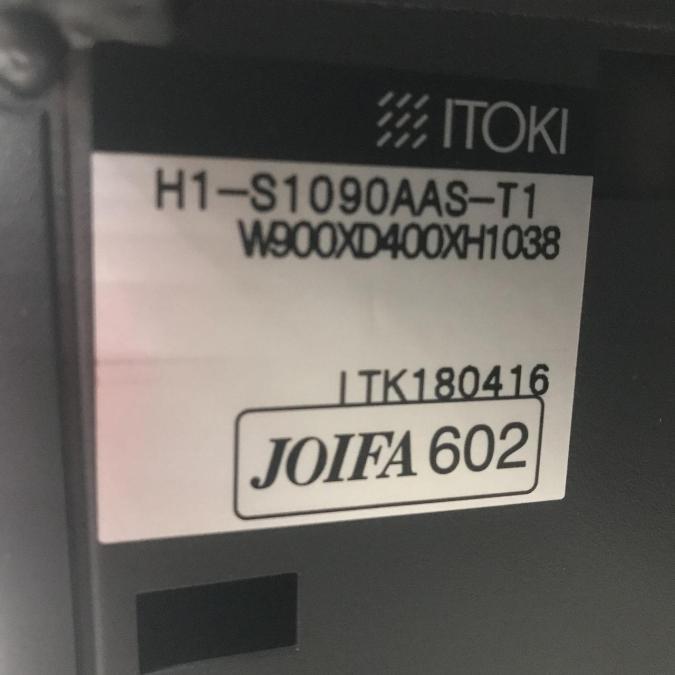 ITOKI
H1-S1090AAS-T1
W900XD400XH1038
ITK180416
JOIFA 602